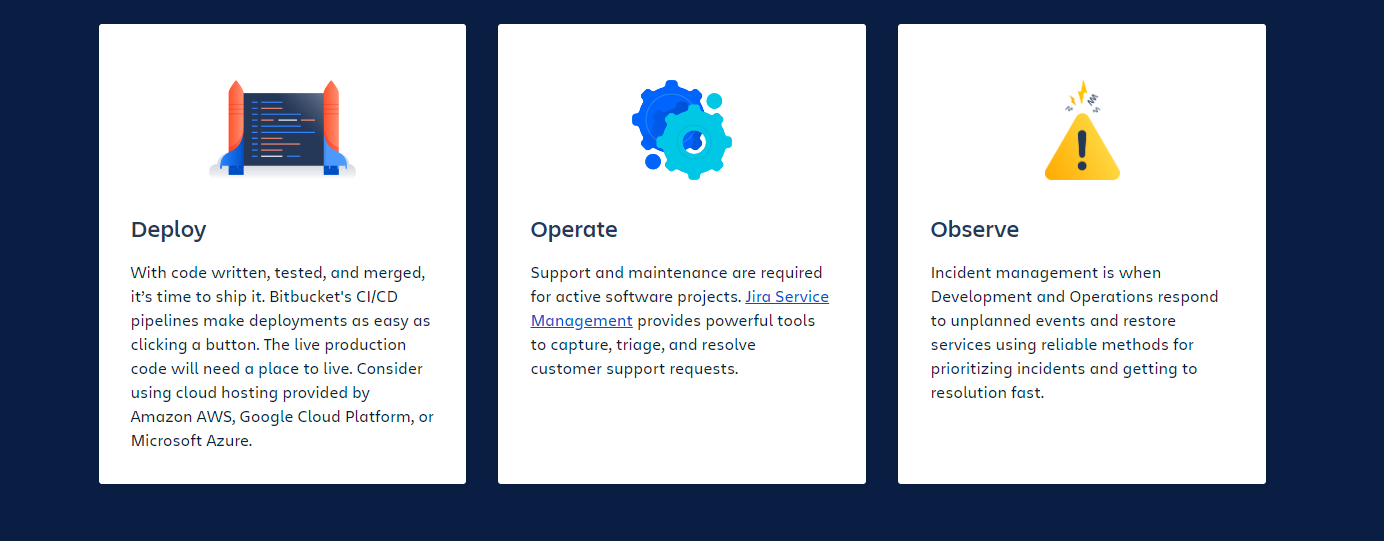 Deploy
With code written, tested, and merged,
it’s time to ship it. Bitbucket's CI/CD
pipelines make deployments as easy as
clicking a button. The live production
code will need a place to live. Consider
using cloud hosting provided by
Amazon AWS, Google Cloud Platform, or
Microsoft Azure.
Operate
Support and maintenance are required
for active software projects. Jira Service
Management provides powerful tools
to capture, triage, and resolve
customer support requests.
Observe
Incident management is when
Development and Operations respond
to unplanned events and restore
services using reliable methods for
prioritizing incidents and getting to
resolution fast.